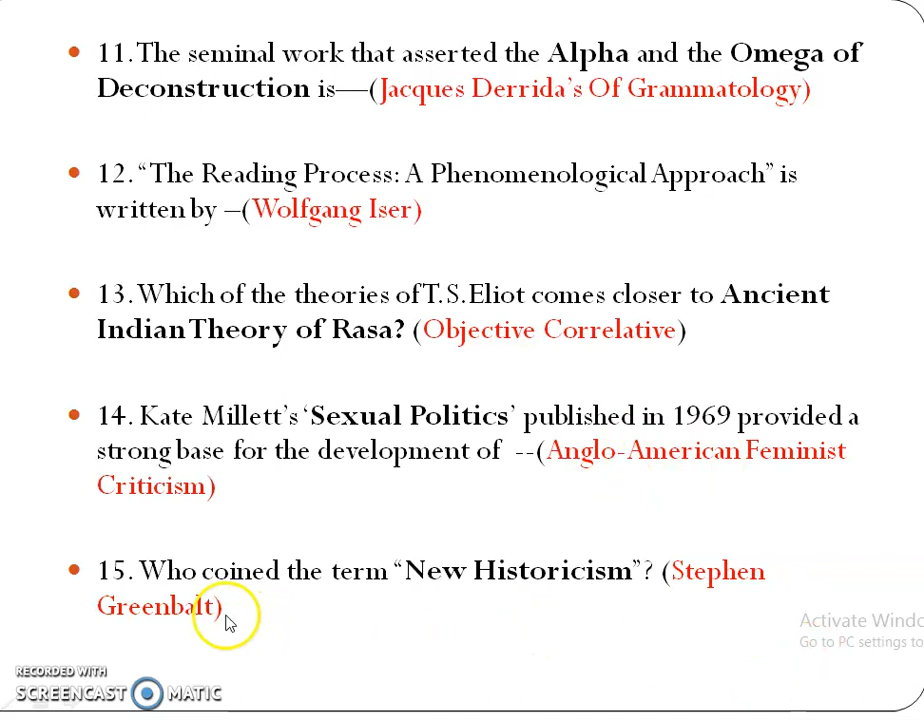 11. The seminal work that asserted the Alpha and the Omega of
Deconstruction is—(Jacques Derrida's Of Grammatology)
12. “The Reading Process: A Phenomenological Approach” is
written by –(Wolfgang Iser)
13. Which of the theories of T.S.Eliot comes closer to Ancient
Indian Theory of Rasa? (Objective Correlative)
14. Kate Millett's ‘Sexual Politics’ published in 1969 provided a
strong base for the development of --(Anglo-American Feminist
Criticism)
15. Who coined the term “New Historicism”? (Stephen
Greenbalt)
Activate Windo
Go to PC settings to
RECORDED WITH
SCREENCAST MATIC